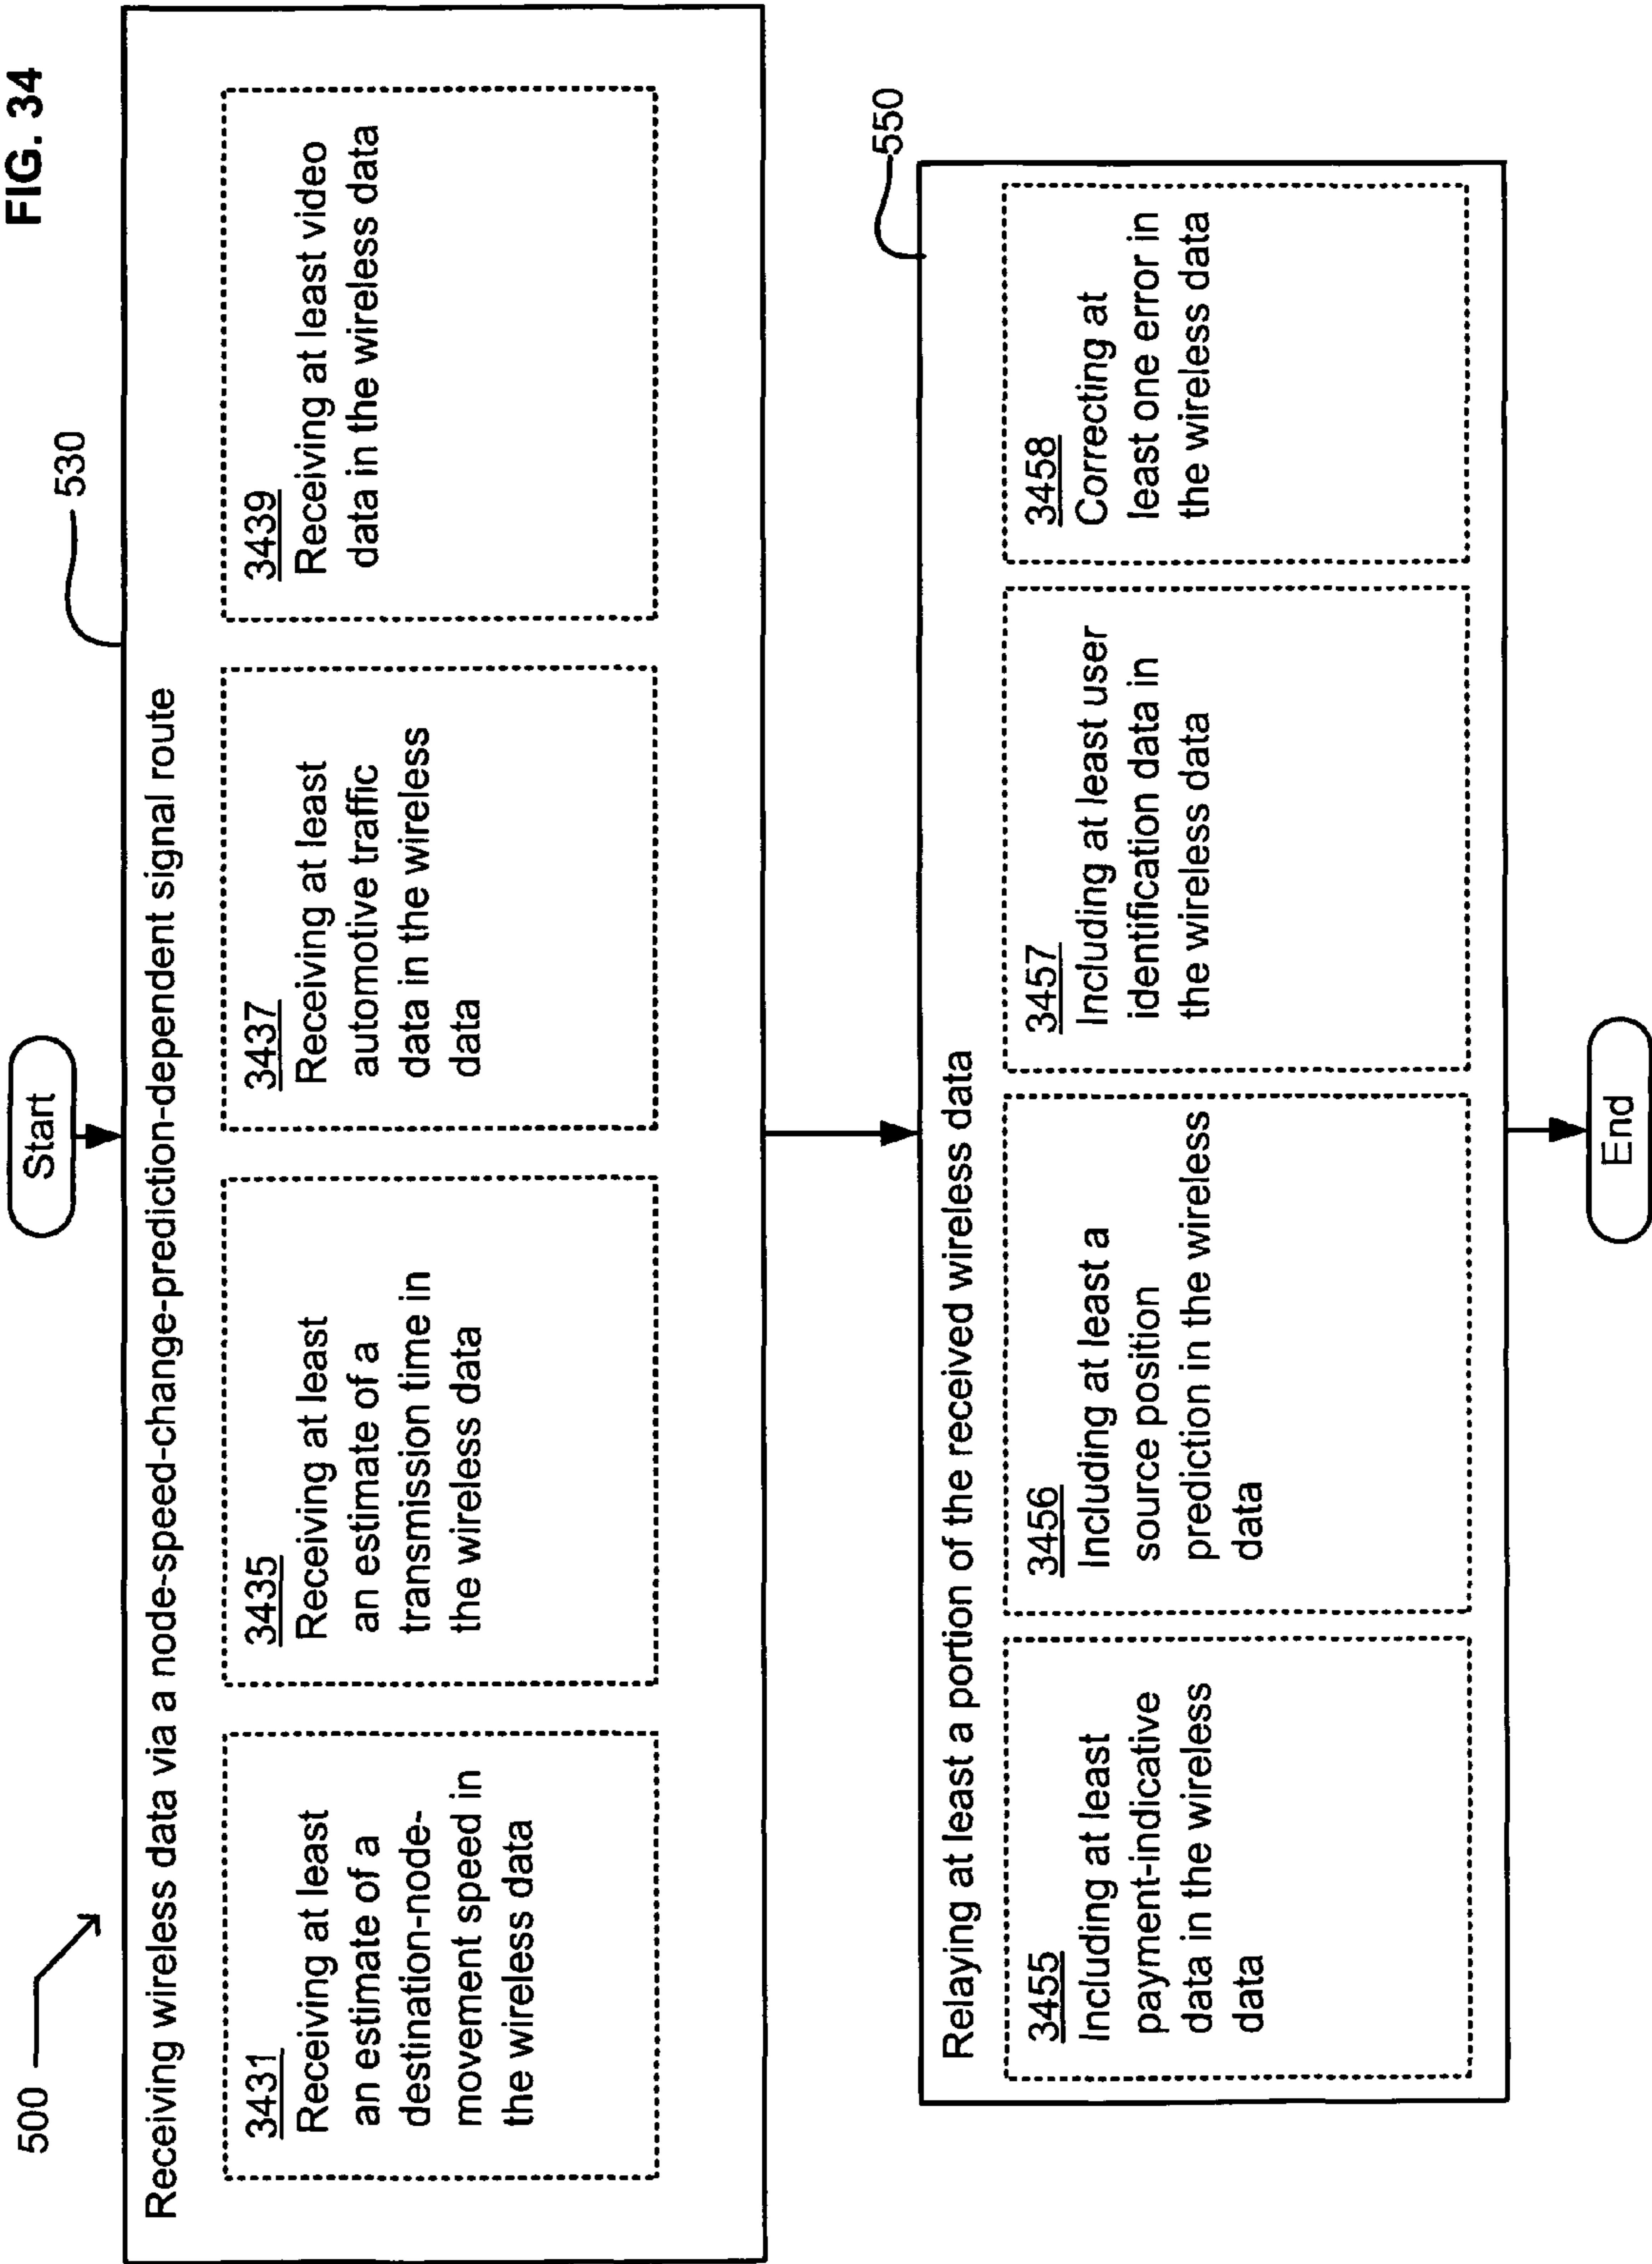 FIG. 34
500
Start
530
Receiving wireless data via a node-speed-change-prediction-dependent signal route
3431
Receiving at least
an estimate of a
destination-node-
movement speed in
the wireless data
3435
Receiving at least
an estimate of a
transmission time in
the wireless data
3437
Receiving at least
automotive traffic
data in the wireless
data
3439
Receiving at least video
data in the wireless data
550
Relaying at least a portion of the received wireless data
3455
Including at least
payment-indicative
data in the wireless
data
3456
Including at least a
source position
prediction in the wireless
data
3457
Including at least user
identification data in
the wireless data
3458
Correcting at
least one error in
the wireless data
End